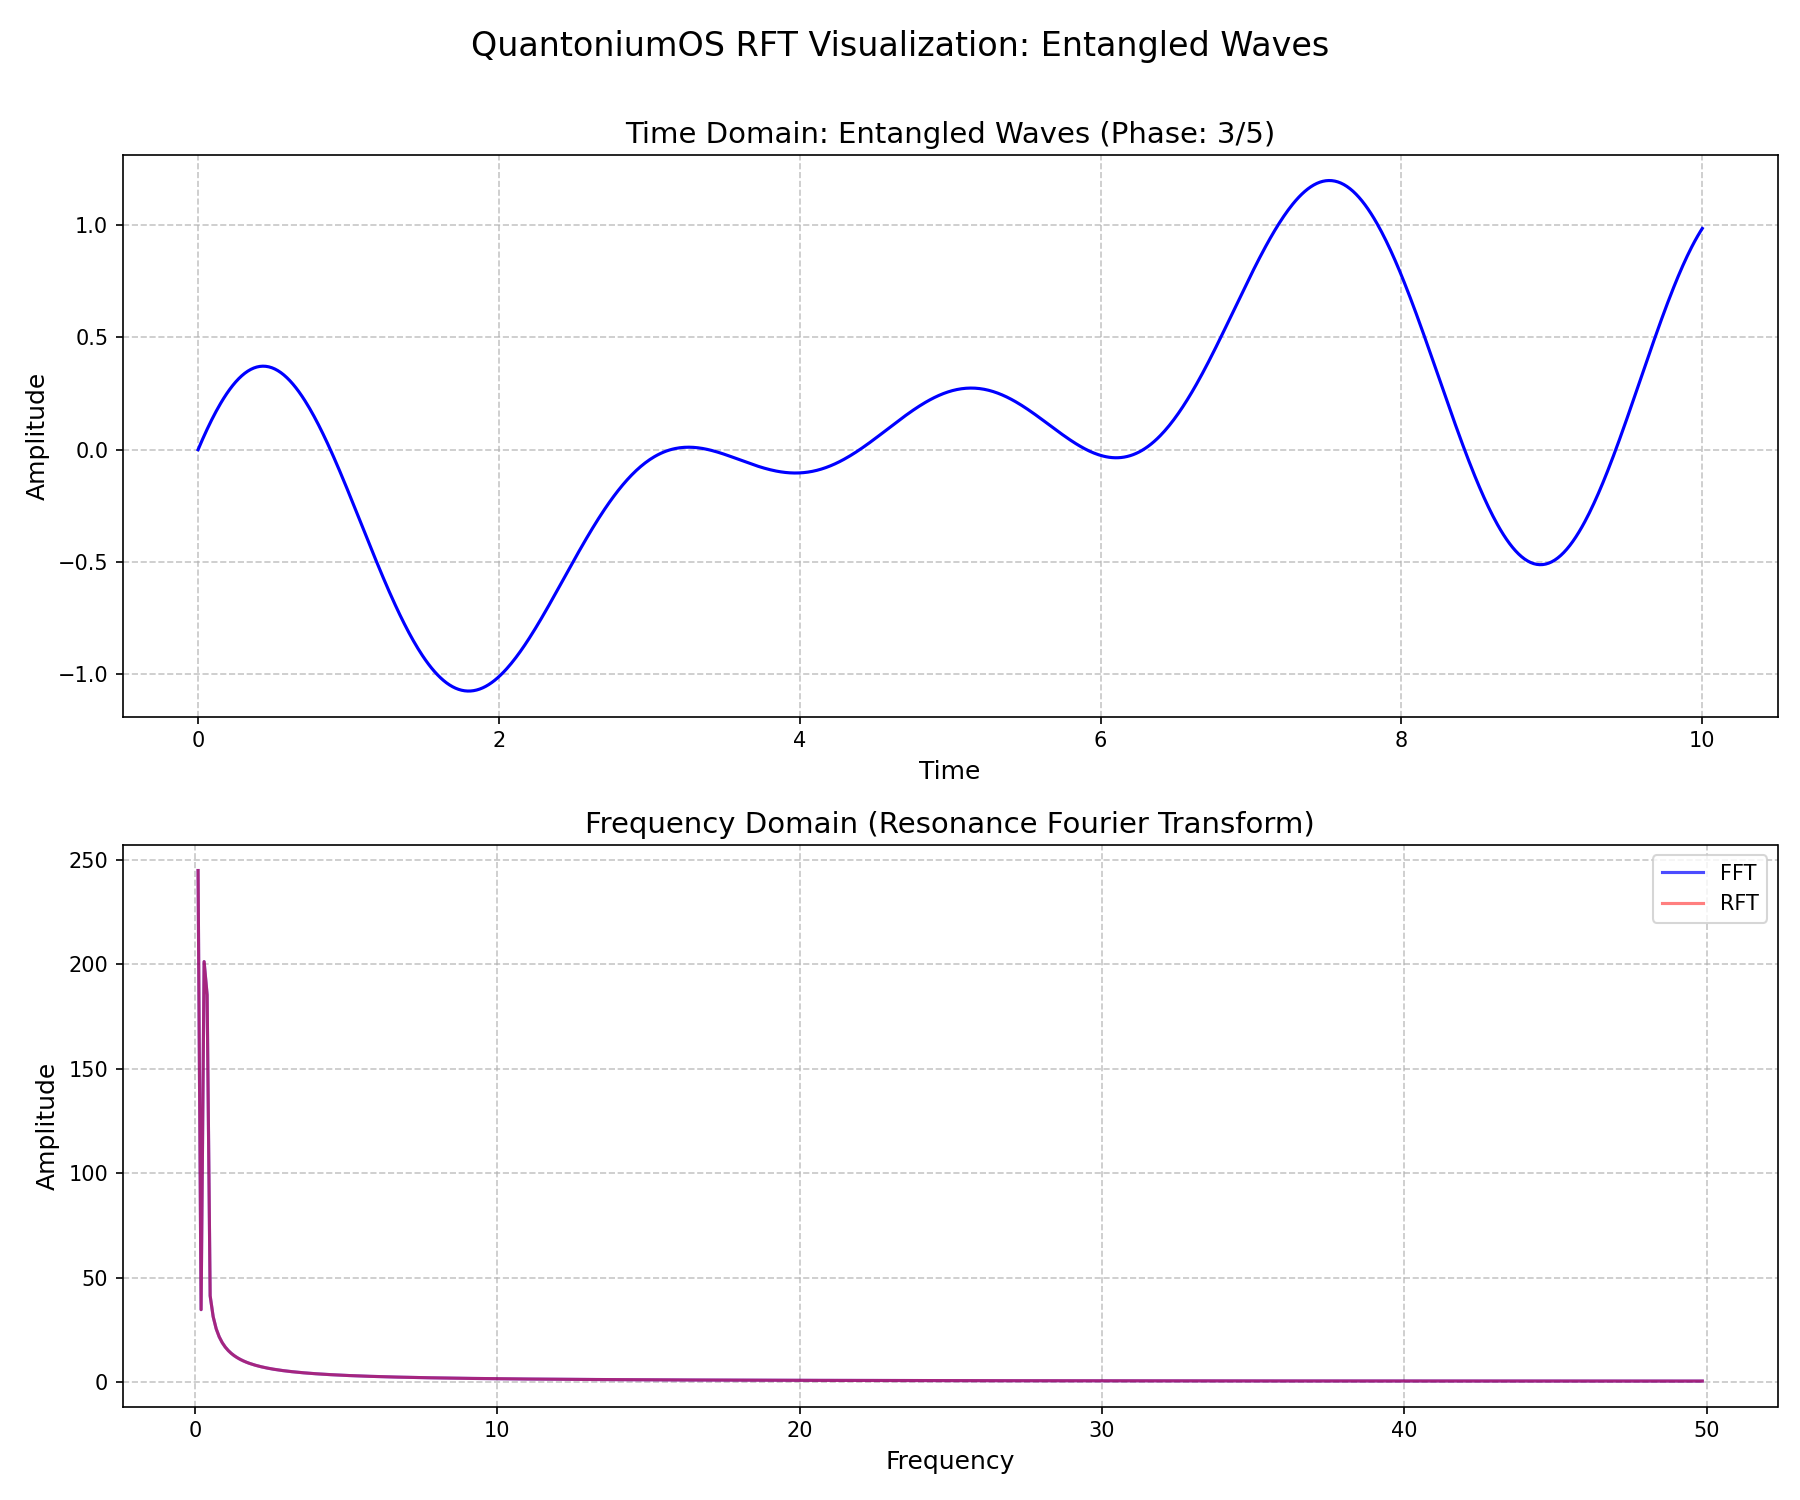 QuantoniumOS RFT Visualization: Entangled Waves
Time Domain: Entangled Waves (Phase: 3/5)
Amplitude
1.0
0.5
0.0
−0.5
−1.0
0 2 4 6 8 10
Time
Frequency Domain (Resonance Fourier Transform)
Amplitude
250
200
150
100
50
0
FFT
RFT
0 10 20 30 40 50
Frequency